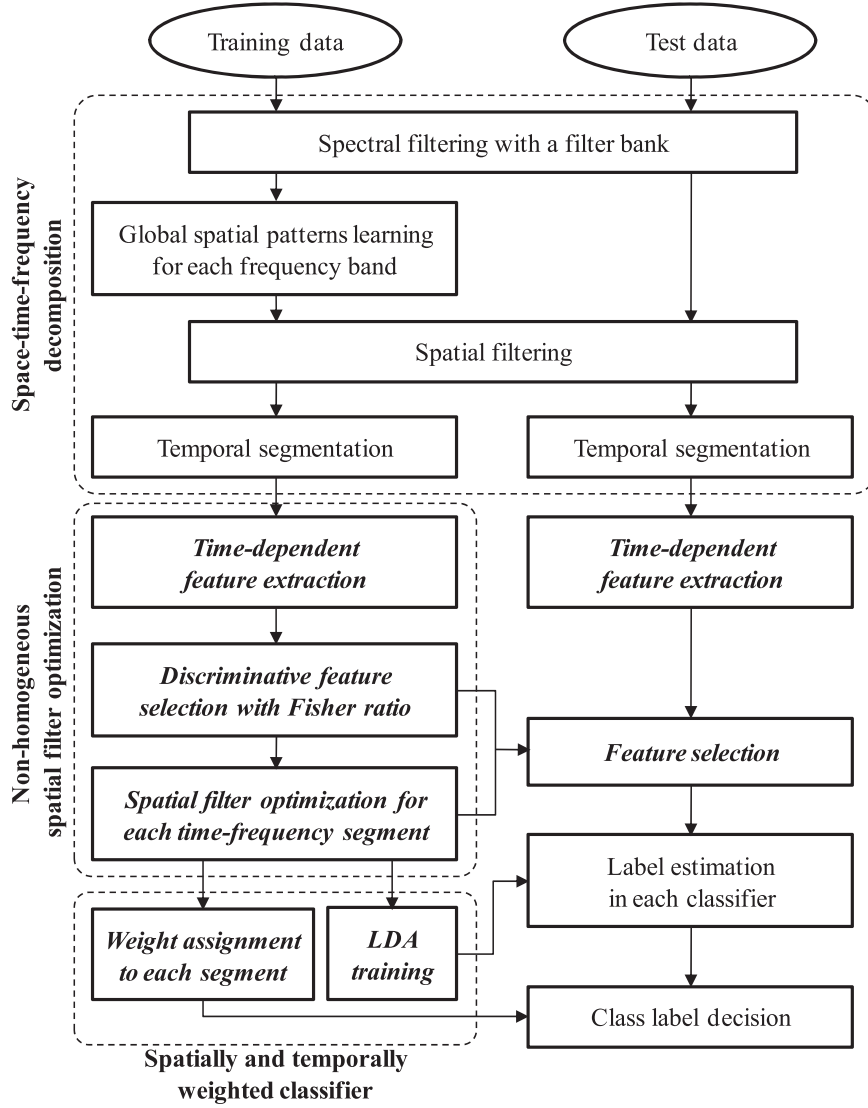 Training data
Test data
Spectral filtering with a filter bank
Global spatial patterns learning
for each frequency band
Spatial filtering
Temporal segmentation
Temporal segmentation
Space-time-frequency
decomposition
Time-dependent
feature extraction
Time-dependent
feature extraction
Discriminative feature
selection with Fisher ratio
Feature selection
Spatial filter optimization for
each time-frequency segment
Non-homogeneous
spatial filter optimization
Label estimation
in each classifier
Weight assignment
to each segment
LDA
training
Class label decision
Spatially and temporally
weighted classifier